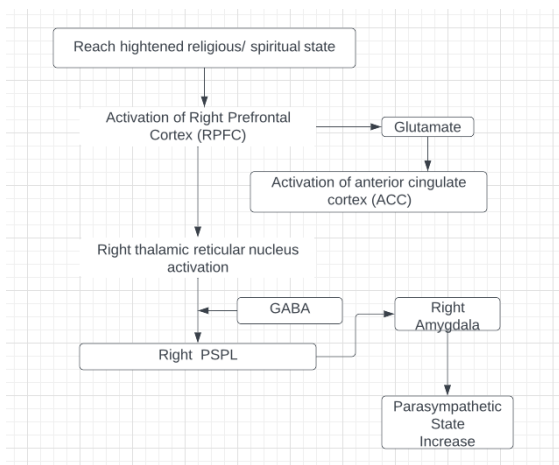 Reach hightened religious/ spiritual state
Activation of Right Prefrontal
Cortex (RPFC)
Glutamate
Activation of anterior cingulate
cortex (ACC)
Right thalamic reticular nucleus
activation
GABA
Right
Amygdala
Right PSPL
Parasympathetic
State
Increase